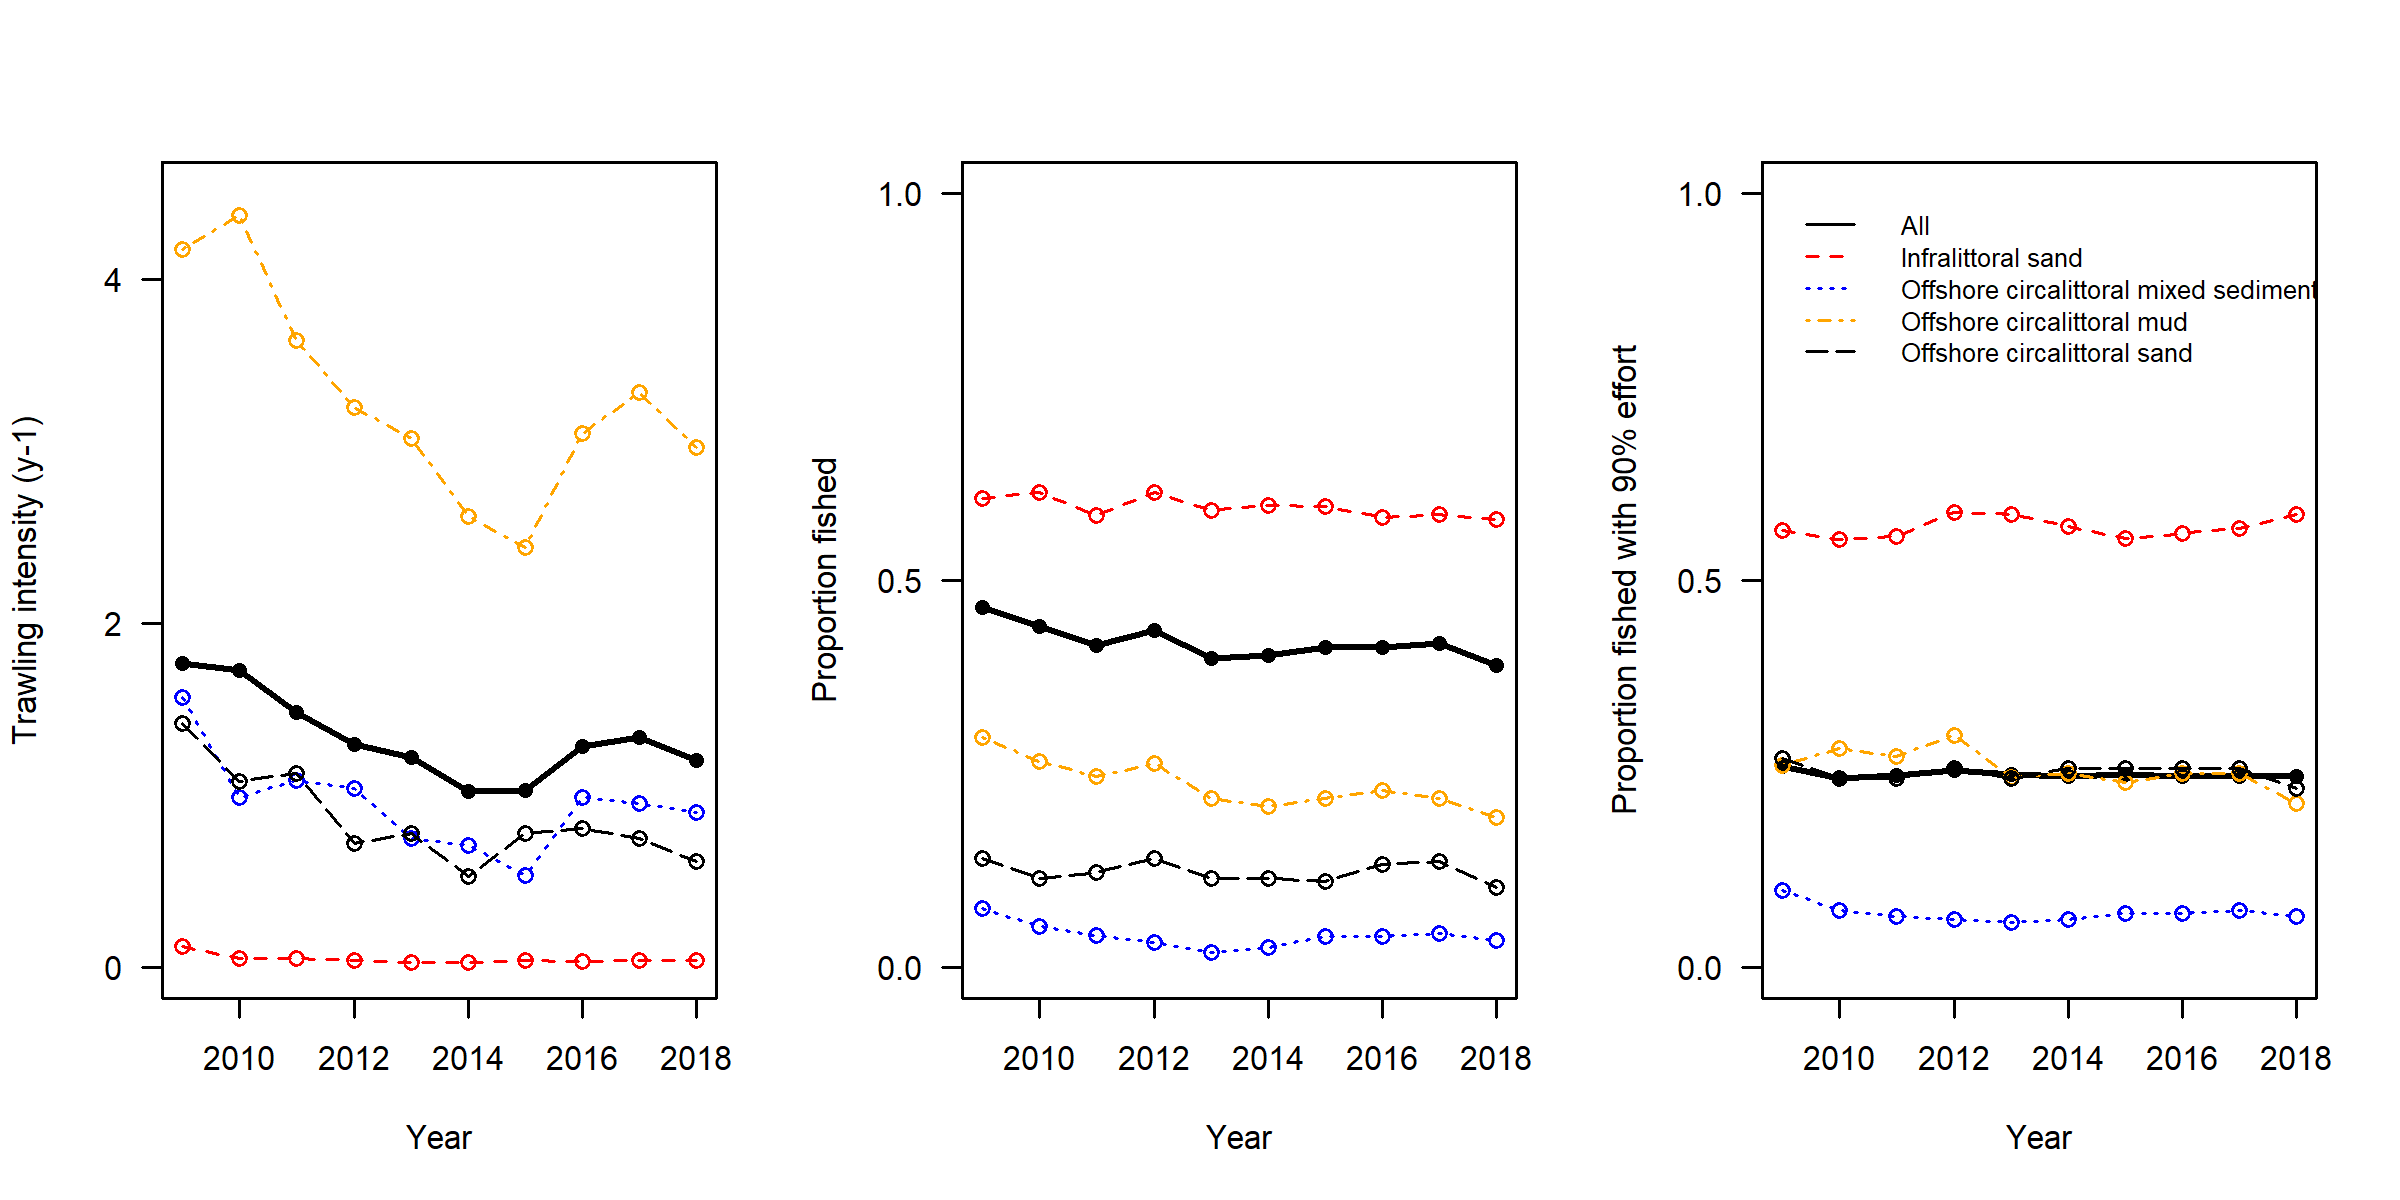 Trawling intensity (y-1)
4
2
0
2010 2012 2014 2016 2018
Year
Proportion fished
1.0
0.5
0.0
2010 2012 2014 2016 2018
Year
Proportion fished with 90% effort
1.0
0.5
0.0
All
Infralittoral sand
Offshore circalittoral mixed sediment
Offshore circalittoral mud
Offshore circalittoral sand
2010 2012 2014 2016 2018
Year